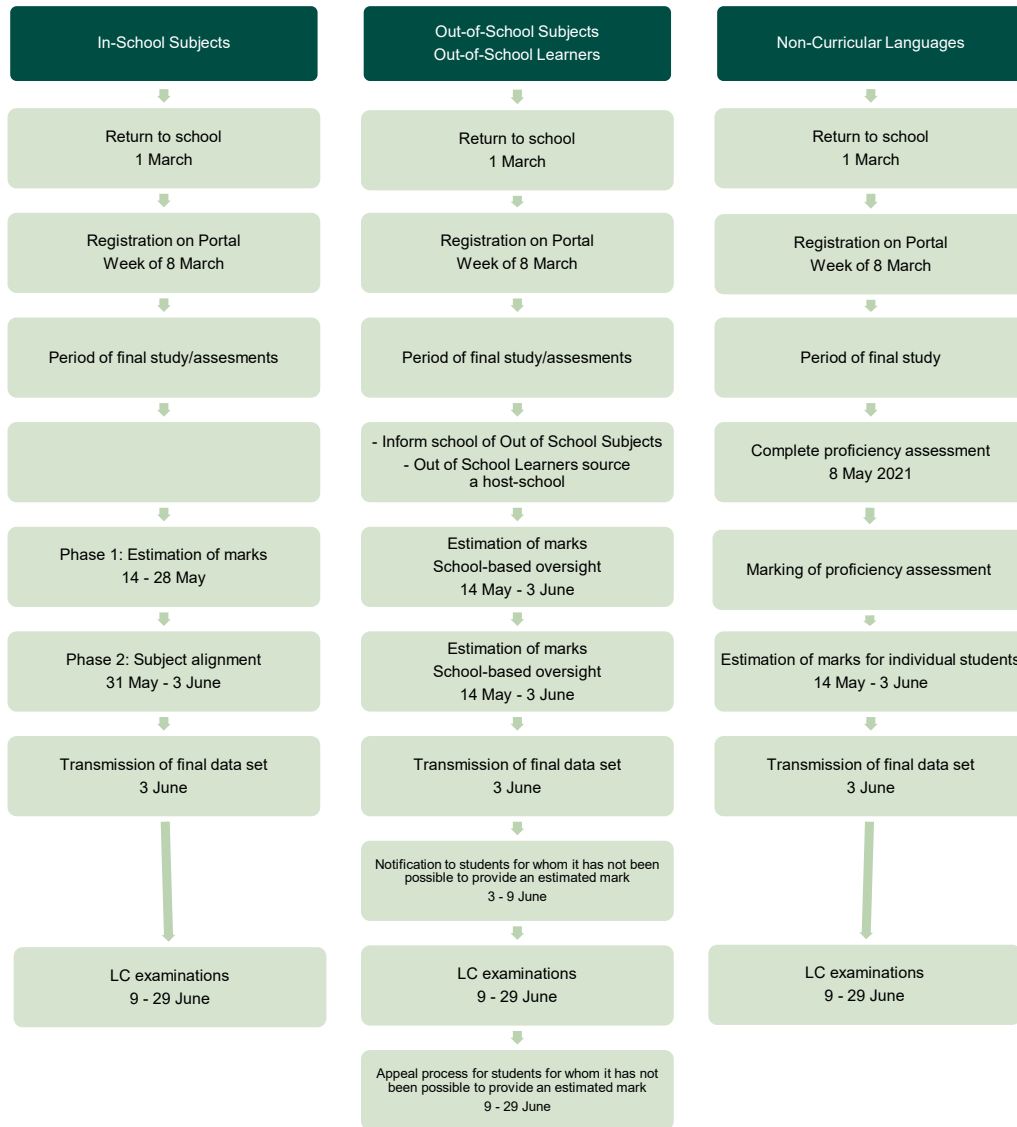 In-School Subjects
Return to school
1 March
Registration on Portal
Week of 8 March
Period of final study/assesments
Phase 1: Estimation of marks
14 - 28 May
Phase 2: Subject alignment
31 May - 3 June
Transmission of final data set
3 June
LC examinations
9 - 29 June
Out-of-School Subjects
Out-of-School Learners
Return to school
1 March
Registration on Portal
Week of 8 March
Period of final study/assesments
- Inform school of Out of School Subjects
- Out of School Learners source
a host-school
Estimation of marks
School-based oversight
14 May - 3 June
Estimation of marks
School-based oversight
14 May - 3 June
Transmission of final data set
3 June
Notification to students for whom it has not been
possible to provide an estimated mark
3 - 9 June
LC examinations
9 - 29 June
Appeal process for students for whom it has not
been possible to provide an estimated mark
9 - 29 June
Non-Curricular Languages
Return to school
1 March
Registration on Portal
Week of 8 March
Period of final study
Complete proficiency assessment
8 May 2021
Marking of proficiency assessment
Estimation of marks for individual students
14 May - 3 June
Transmission of final data set
3 June
LC examinations
9 - 29 June